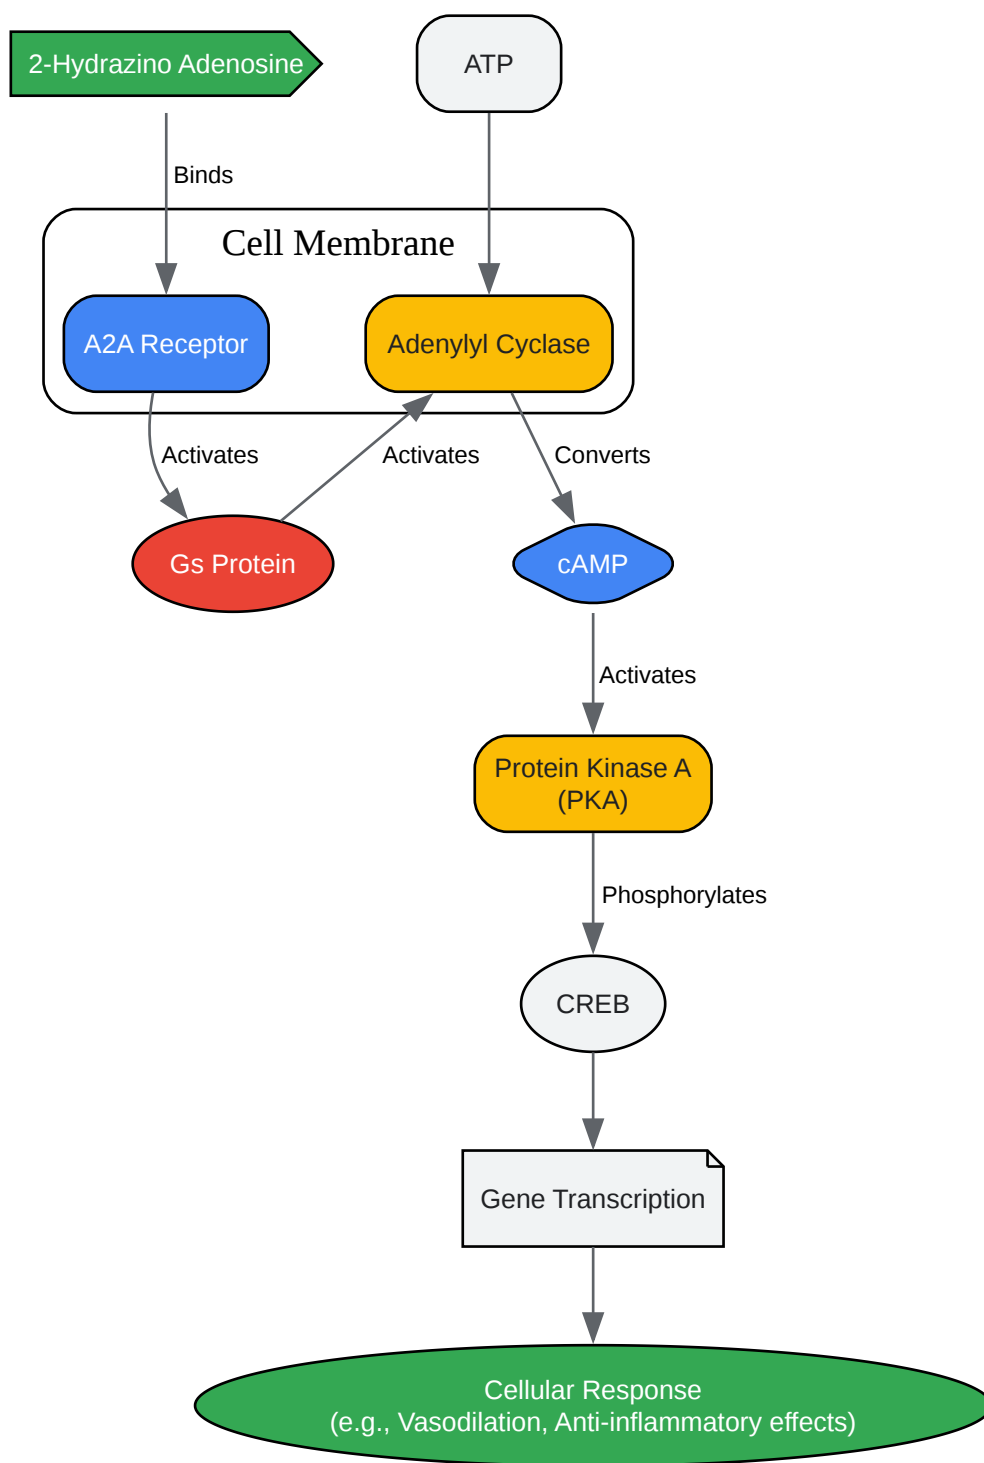 2-Hydrazino Adenosine
ATP
Binds
Cell Membrane
A2A Receptor
Adenylyl Cyclase
Activates
Activates
Converts
Gs Protein
cAMP
Activates
Protein Kinase A
(PKA)
Phosphorylates
CREB
Gene Transcription
Cellular Response
(e.g., Vasodilation, Anti-inflammatory effects)